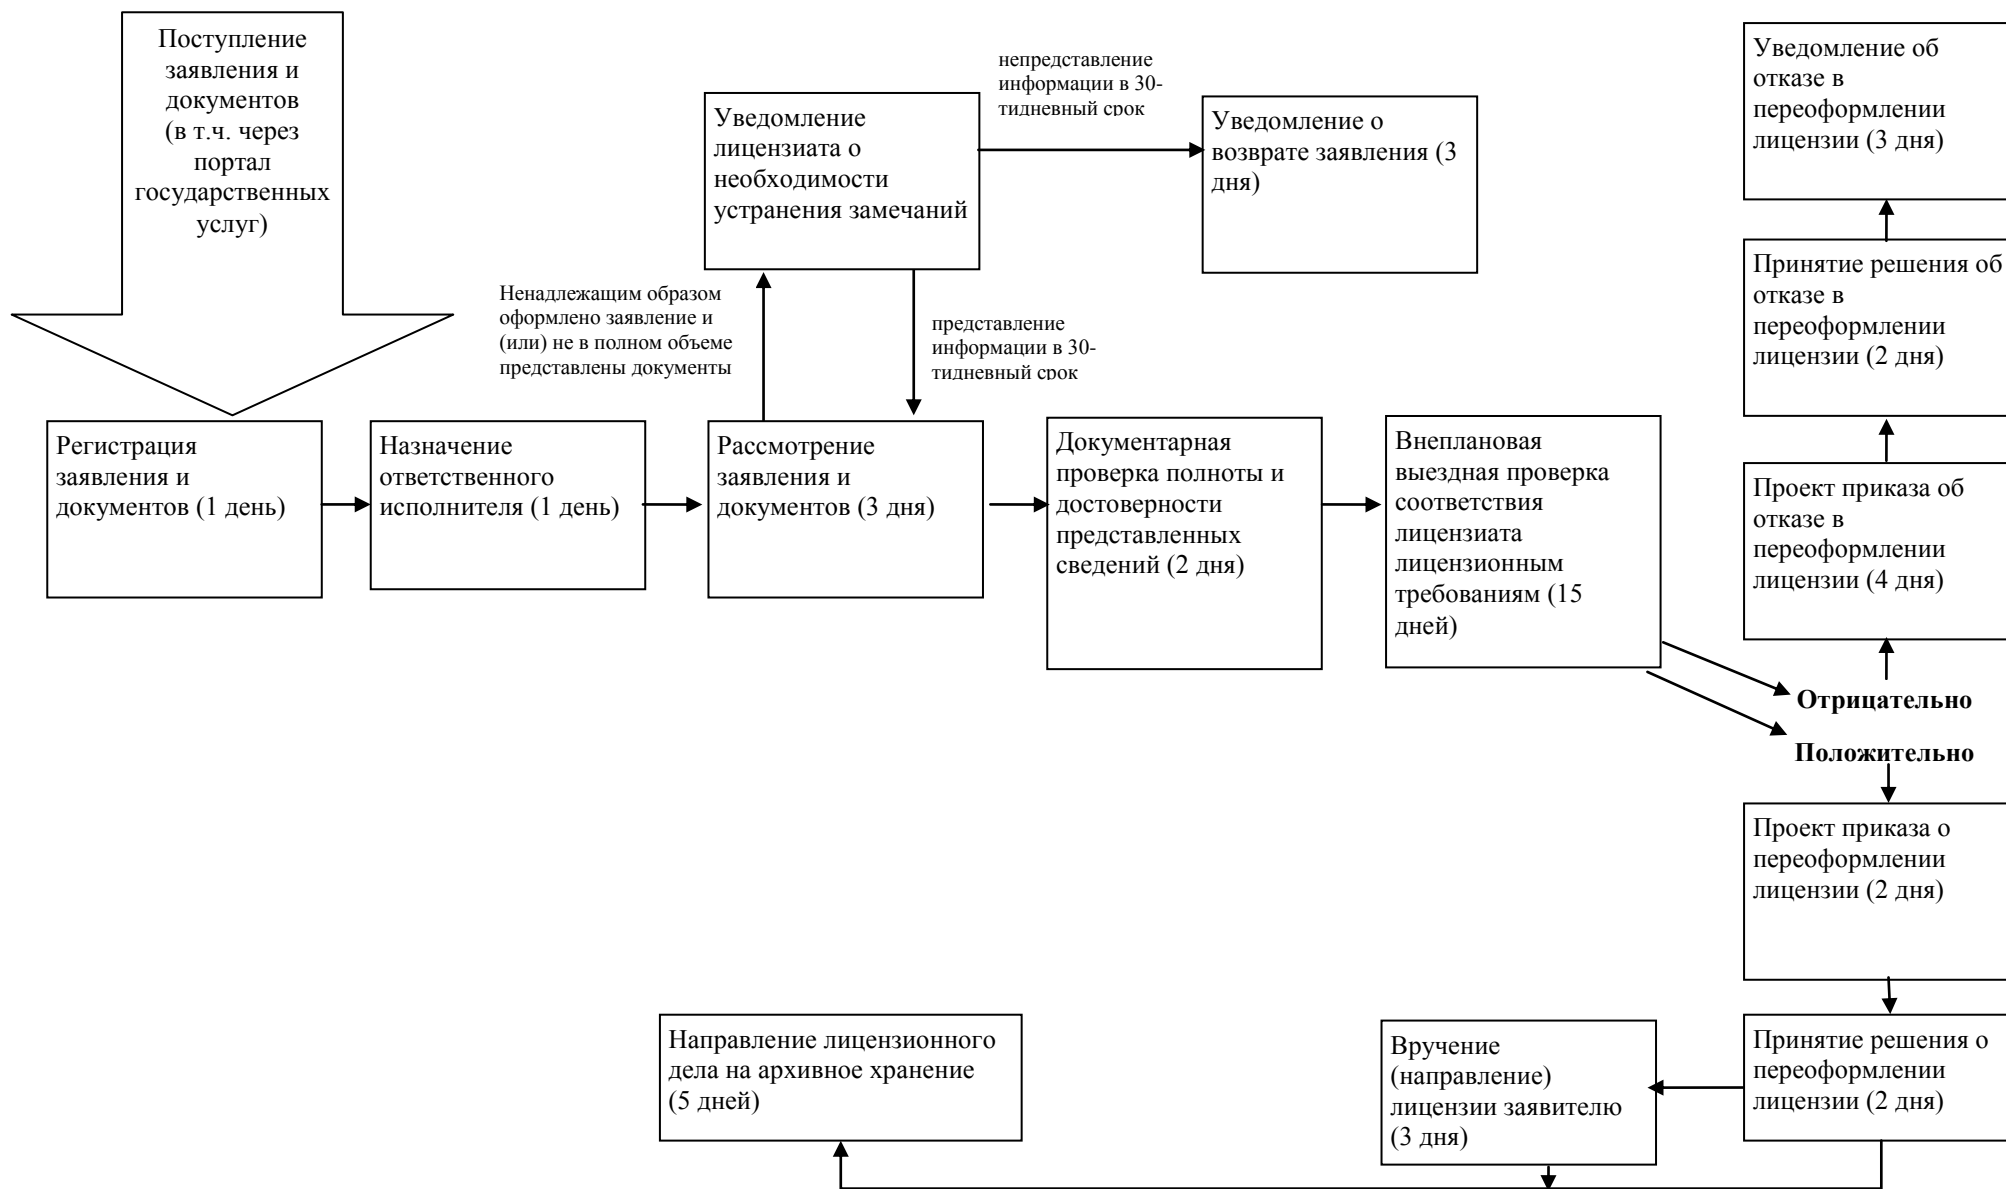 Поступление
заявления и
документов
(в т.ч. через
портал
государственных
услуг)
непредставление
информации в 30-
тидневный срок
Уведомление
лицензиата о
необходимости
устранения замечаний
Уведомление о
возврате заявления (3
дня)
Уведомление об
отказе в
переоформлении
лицензии (3 дня)
Принятие решения об
отказе в
переоформлении
лицензии (2 дня)
Ненадлежащим образом
оформлено заявление и
(или) не в полном объеме
представлены документы
представление
информации в 30-
тидневный срок
Регистрация
заявления и
документов (1 день)
Назначение
ответственного
исполнителя (1 день)
Рассмотрение
заявления и
документов (3 дня)
Документарная
проверка полноты и
достоверности
представленных
сведений (2 дня)
Внеплановая
выездная проверка
соответствия
лицензиата
лицензионным
требованиям (15
дней)
Проект приказа об
отказе в
переоформлении
лицензии (4 дня)
Отрицательно
Положительно
Проект приказа о
переоформлении
лицензии (2 дня)
Направление лицензионного
дела на архивное хранение
(5 дней)
Вручение
(направление)
лицензии заявителю
(3 дня)
Принятие решения о
переоформлении
лицензии (2 дня)